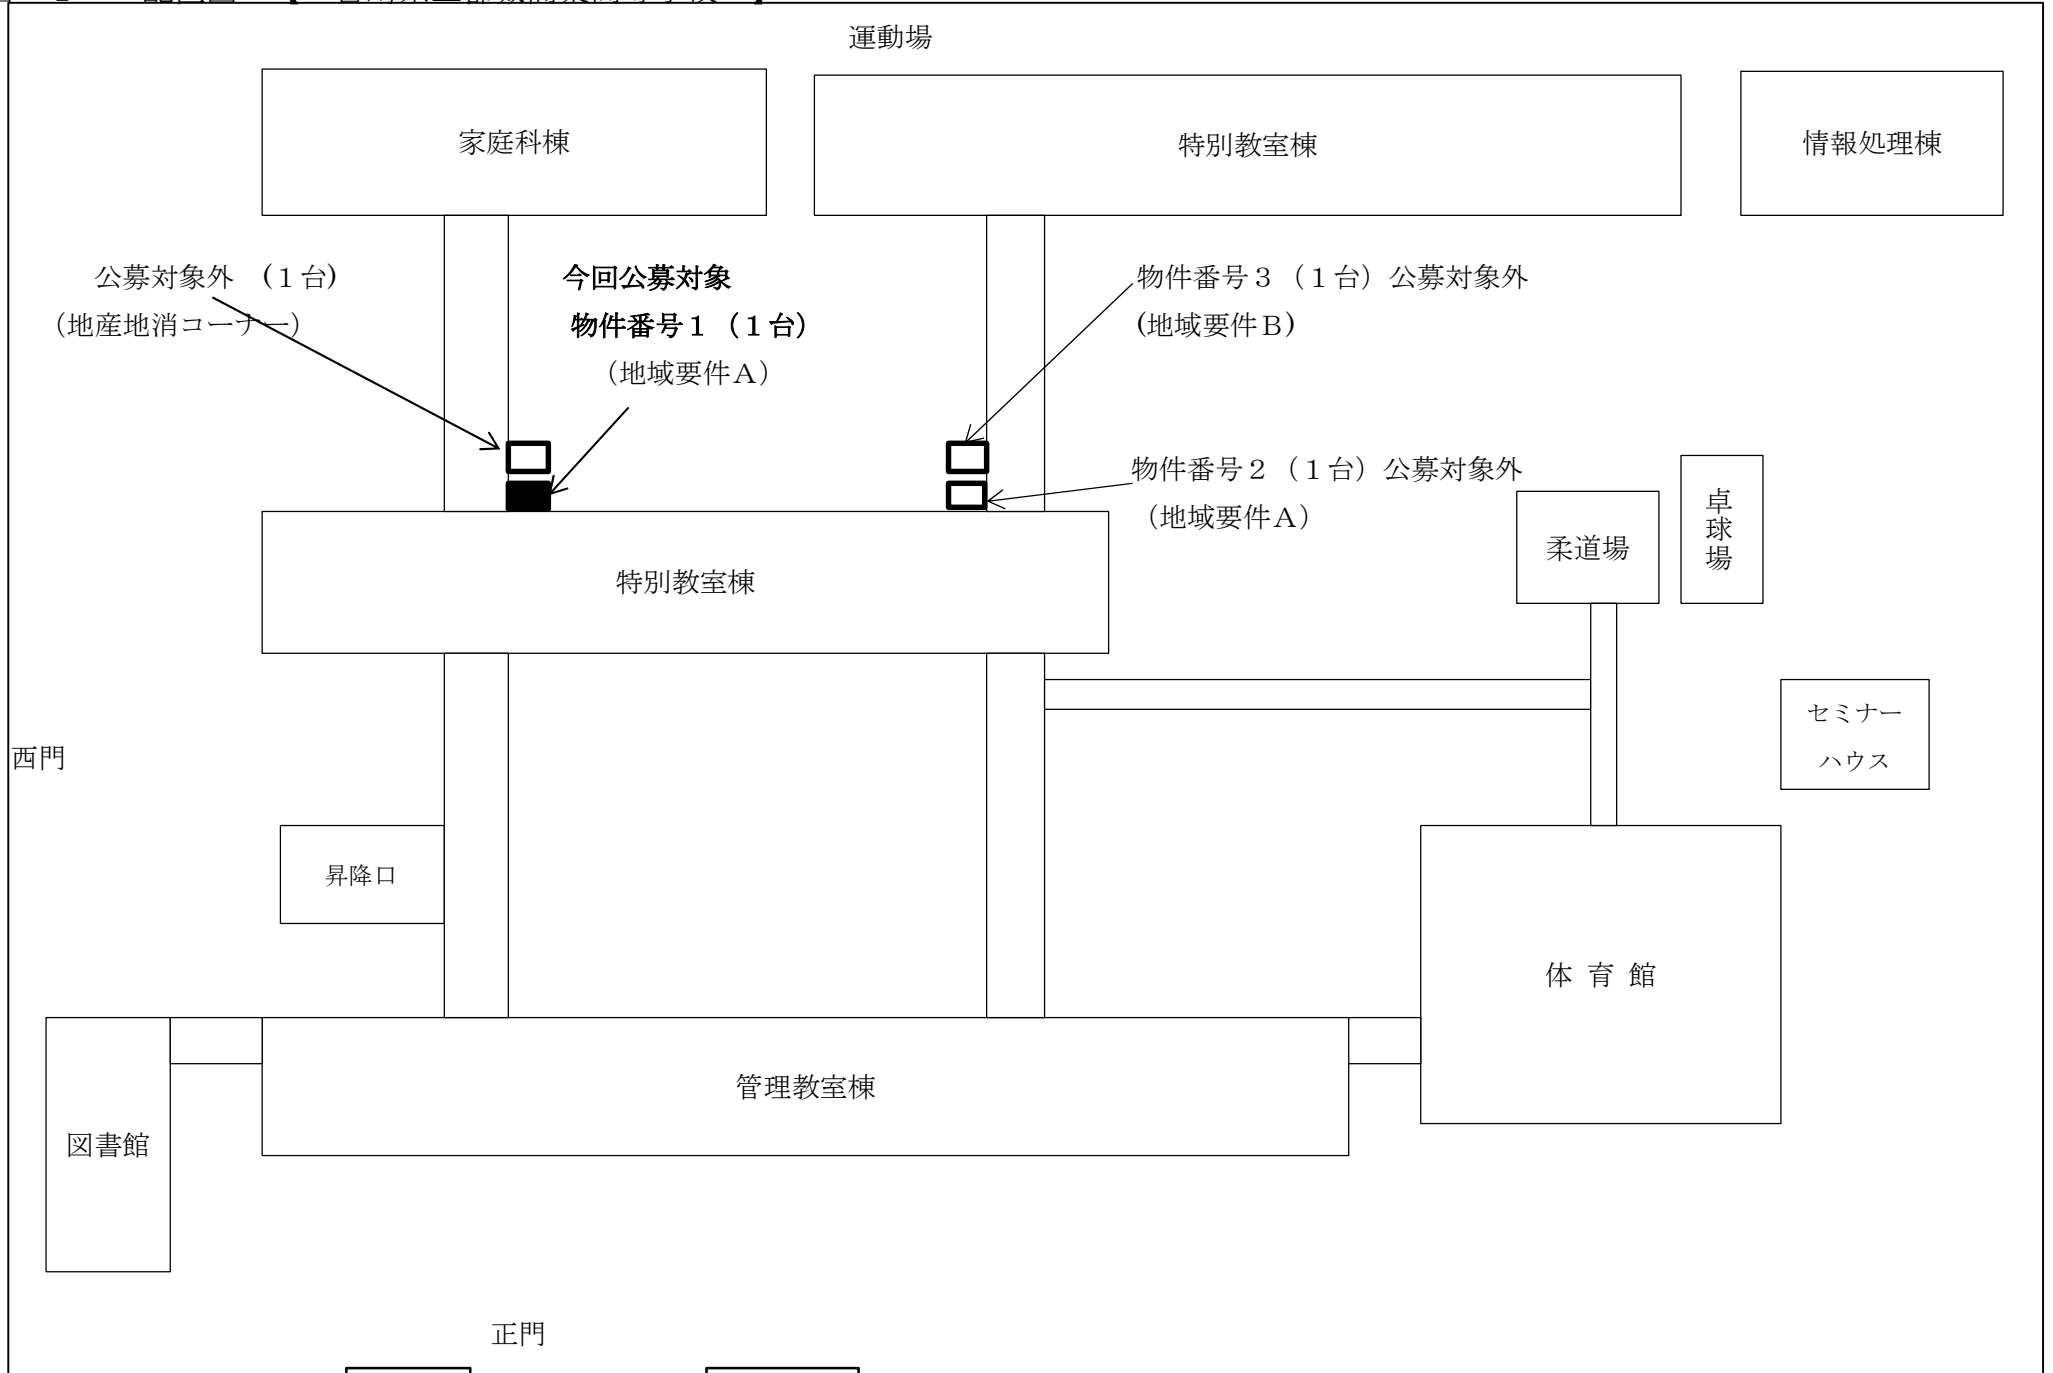 運動場
家庭科棟
特別教室棟
情報処理棟
公募対象外　(１台)
（地産地消コーナー）
今回公募対象
物件番号１（１台）
（地域要件Ａ）
物件番号３（１台）公募対象外
(地域要件Ｂ)
物件番号２（１台）公募対象外
（地域要件Ａ）
卓球場
柔道場
特別教室棟
セミナー
ハウス
西門
昇降口
体 育 館
管理教室棟
図書館
正門